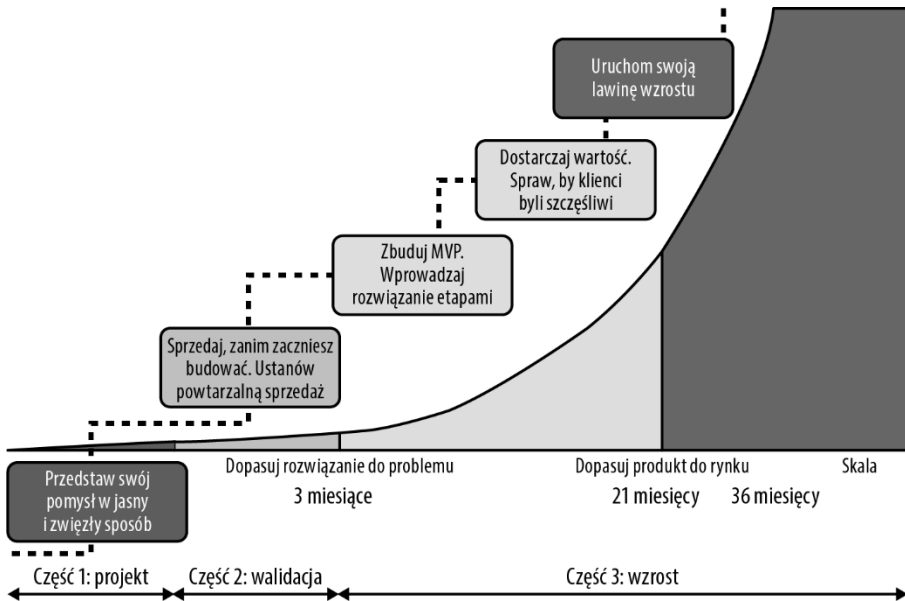 Uruchom swoją
lawinę wzrostu
Dostarczaj wartość.
Spraw, by klienci
byli szczęśliwi
Zbuduj MVP.
Wprowadzaj
rozwiązanie etapami
Sprzedaj, zanim zaczniesz
budować. Ustanów
powtarzalną sprzedaż
Przedstaw swój
pomysł w jasny
i zwięzły sposób
Dopasuj rozwiązanie do problemu
3 miesiące
Dopasuj produkt do rynku
21 miesięcy
Skala
36 miesięcy
Część 1: projekt
Część 2: walidacja
Część 3: wzrost